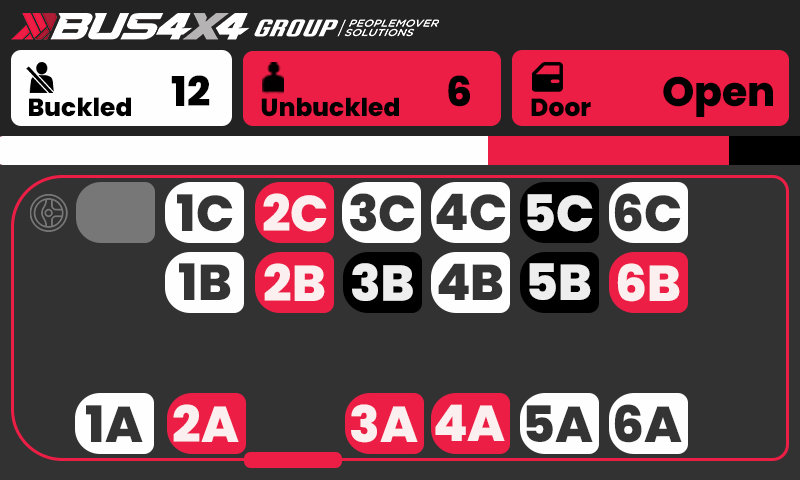 BUS4X4 GROUP PEOPLEMOVER SOLUTIONS
Buckled 12
Unbuckled 6
Door Open
1C 2C 3C 4C 5C 6C
1B 2B 3B 4B 5B 6B
1A 2A 3A 4A 5A 6A